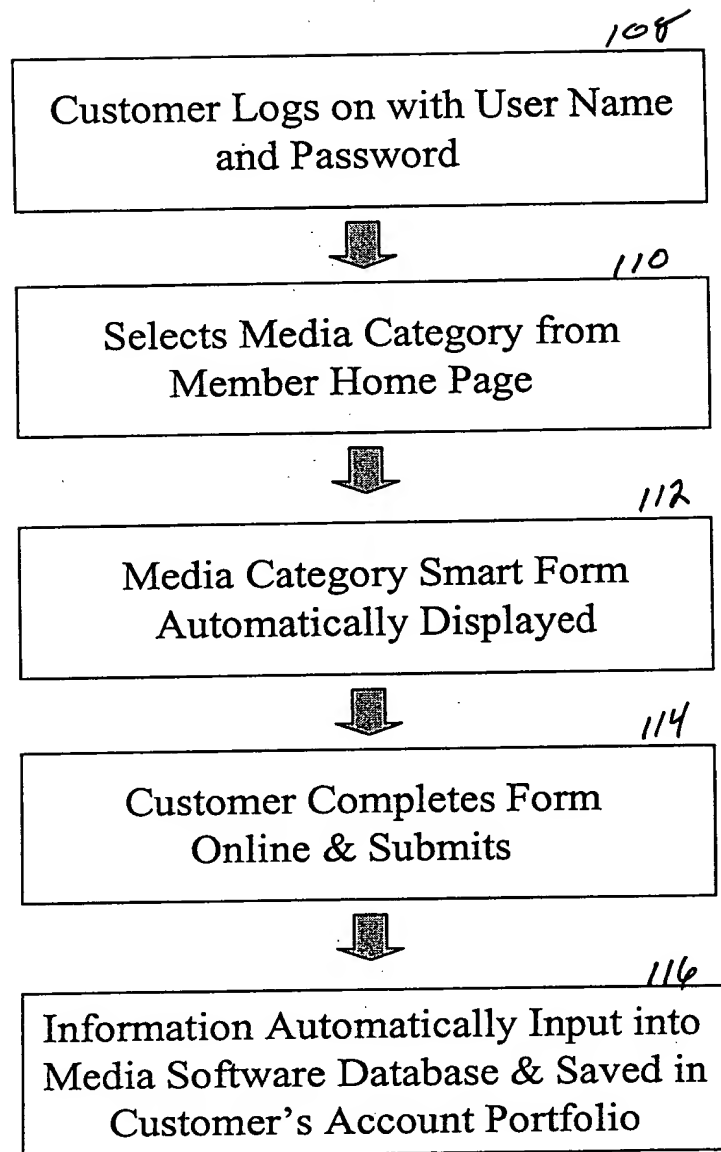 108
Customer Logs on with User Name
and Password
110
Selects Media Category from
Member Home Page
112
Media Category Smart Form
Automatically Displayed
114
Customer Completes Form
Online & Submits
116
Information Automatically Input into
Media Software Database & Saved in
Customer's Account Portfolio